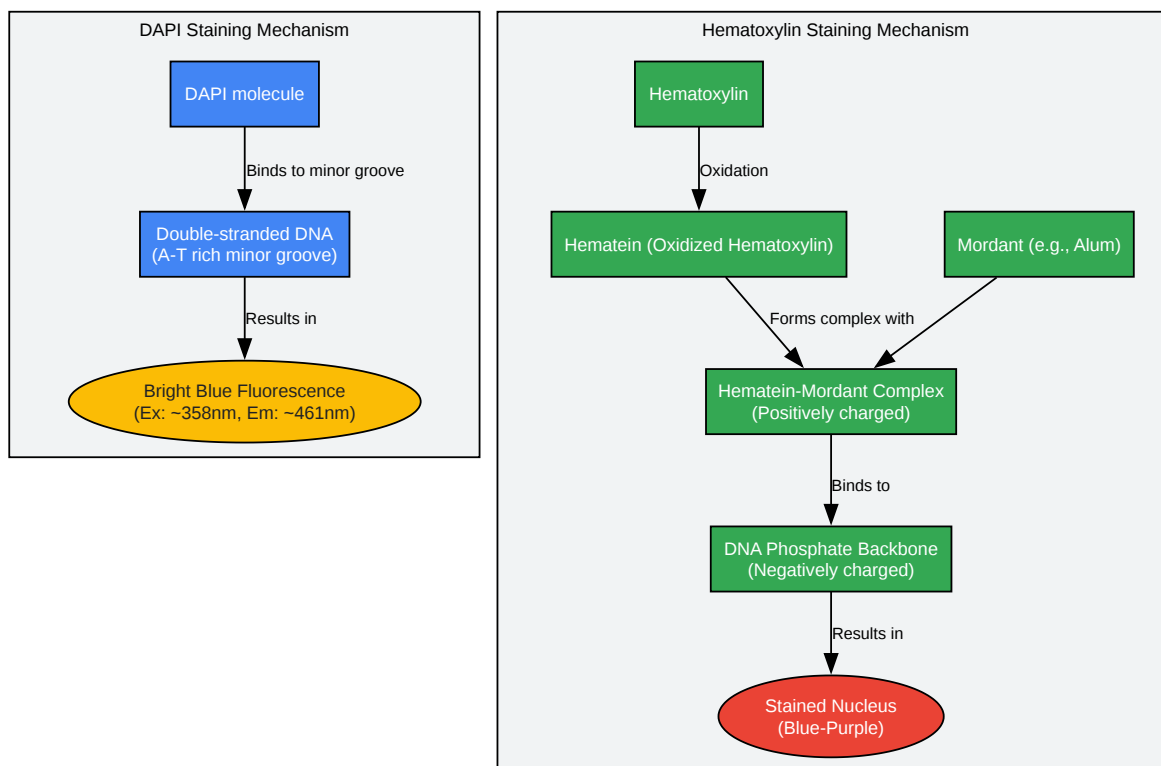 DAPI Staining Mechanism
DAPI molecule
Binds to minor groove
Double-stranded DNA
(A-T rich minor groove)
Results in
Bright Blue Fluorescence
(Ex: ~358nm, Em: ~461nm)
Hematoxylin Staining Mechanism
Hematoxylin
Oxidation
Hematein (Oxidized Hematoxylin)
Mordant (e.g., Alum)
Forms complex with
Hematein-Mordant Complex
(Positively charged)
Binds to
DNA Phosphate Backbone
(Negatively charged)
Results in
Stained Nucleus
(Blue-Purple)